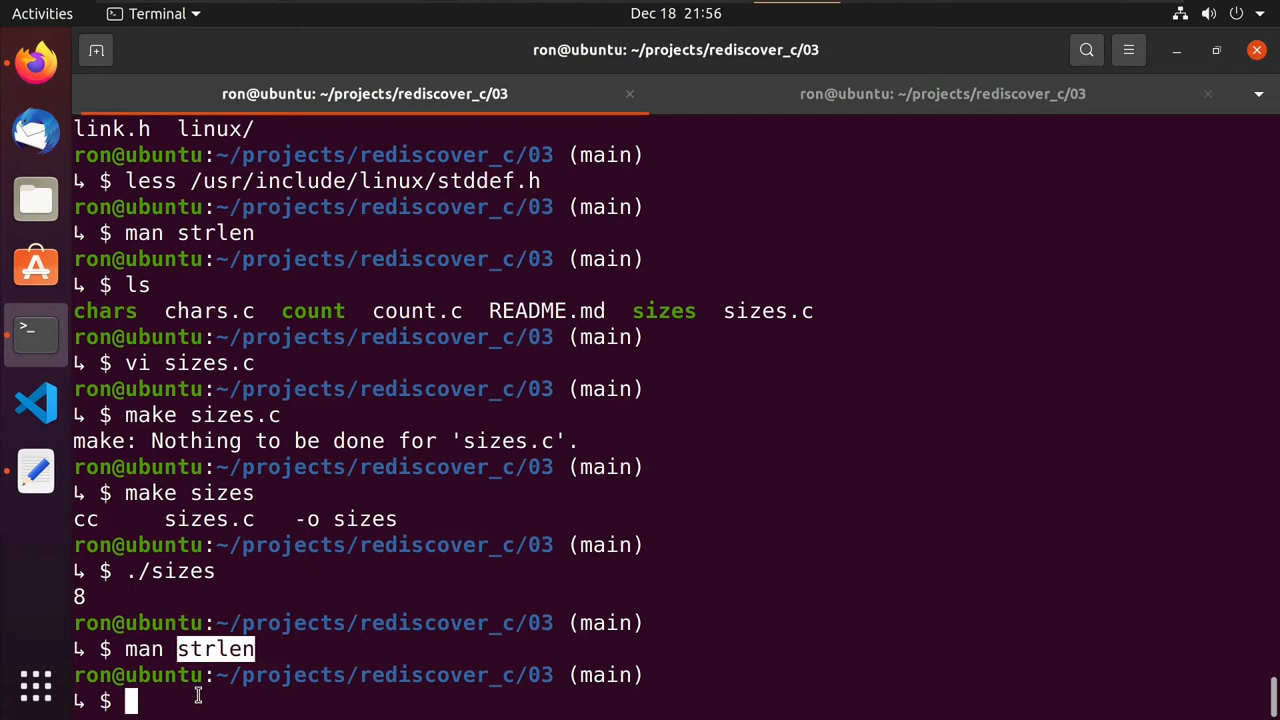 Activities Terminal Dec 18 21:56
ron@ubuntu: ~/projects/rediscover_c/03
ron@ubuntu: ~/projects/rediscover_c/03 ron@ubuntu: ~/projects/rediscover_c/03
link.h  linux/
ron@ubuntu:~/projects/rediscover_c/03 (main)
↳ $ less /usr/include/linux/stddef.h
ron@ubuntu:~/projects/rediscover_c/03 (main)
↳ $ man strlen
ron@ubuntu:~/projects/rediscover_c/03 (main)
↳ $ ls
chars  chars.c  count  count.c  README.md  sizes  sizes.c
ron@ubuntu:~/projects/rediscover_c/03 (main)
↳ $ vi sizes.c
ron@ubuntu:~/projects/rediscover_c/03 (main)
↳ $ make sizes.c
make: Nothing to be done for 'sizes.c'.
ron@ubuntu:~/projects/rediscover_c/03 (main)
↳ $ make sizes
cc     sizes.c   -o sizes
ron@ubuntu:~/projects/rediscover_c/03 (main)
↳ $ ./sizes
8
ron@ubuntu:~/projects/rediscover_c/03 (main)
↳ $ man strlen
ron@ubuntu:~/projects/rediscover_c/03 (main)
↳ $